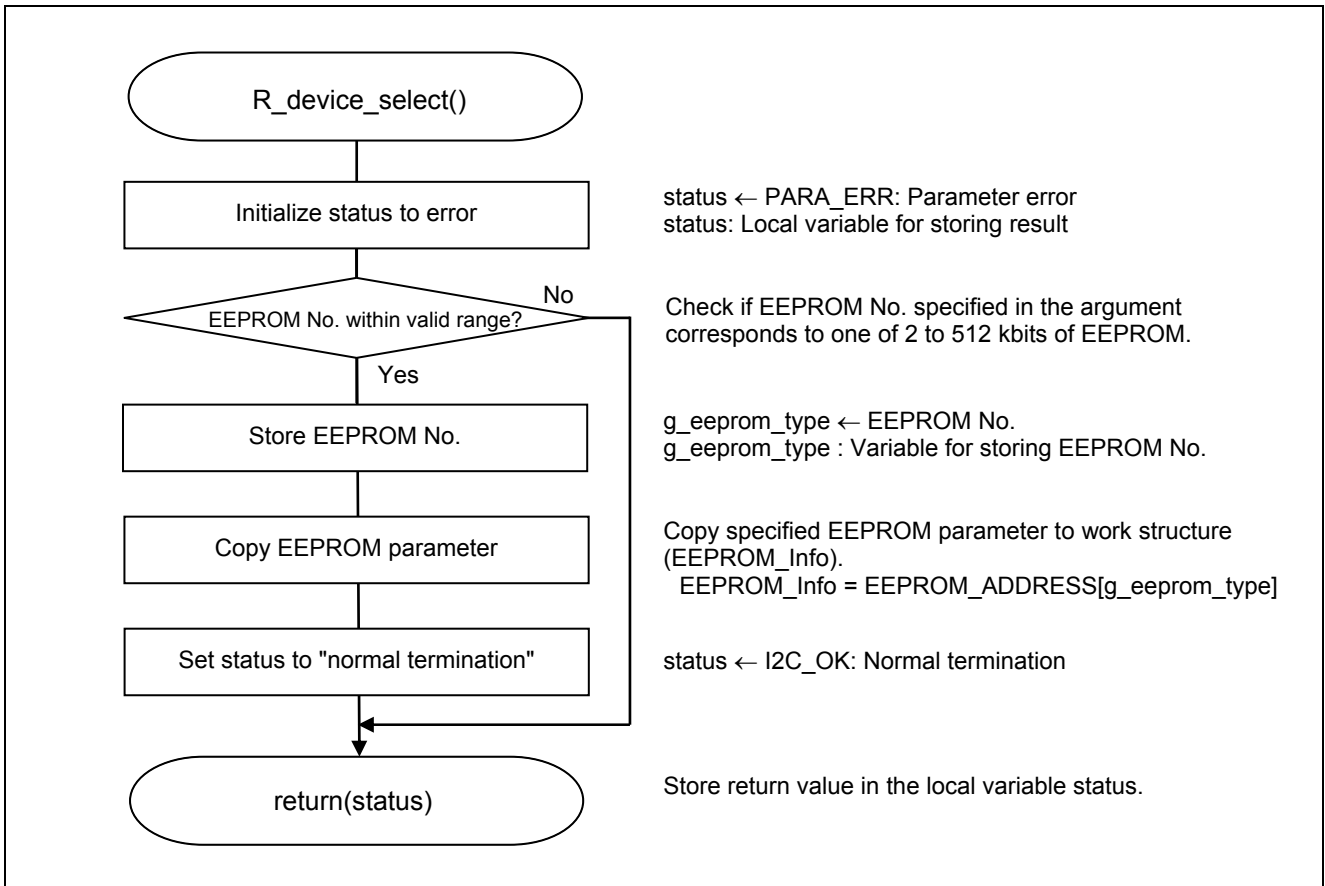 R_device_select()
Initialize status to error
status ← PARA_ERR: Parameter error
status: Local variable for storing result
No
EEPROM No. within valid range?
Check if EEPROM No. specified in the argument
corresponds to one of 2 to 512 kbits of EEPROM.
Yes
Store EEPROM No.
g_eeprom_type ← EEPROM No.
g_eeprom_type : Variable for storing EEPROM No.
Copy EEPROM parameter
Copy specified EEPROM parameter to work structure
(EEPROM_Info).
EEPROM_Info = EEPROM_ADDRESS[g_eeprom_type]
Set status to "normal termination"
status ← I2C_OK: Normal termination
return(status)
Store return value in the local variable status.